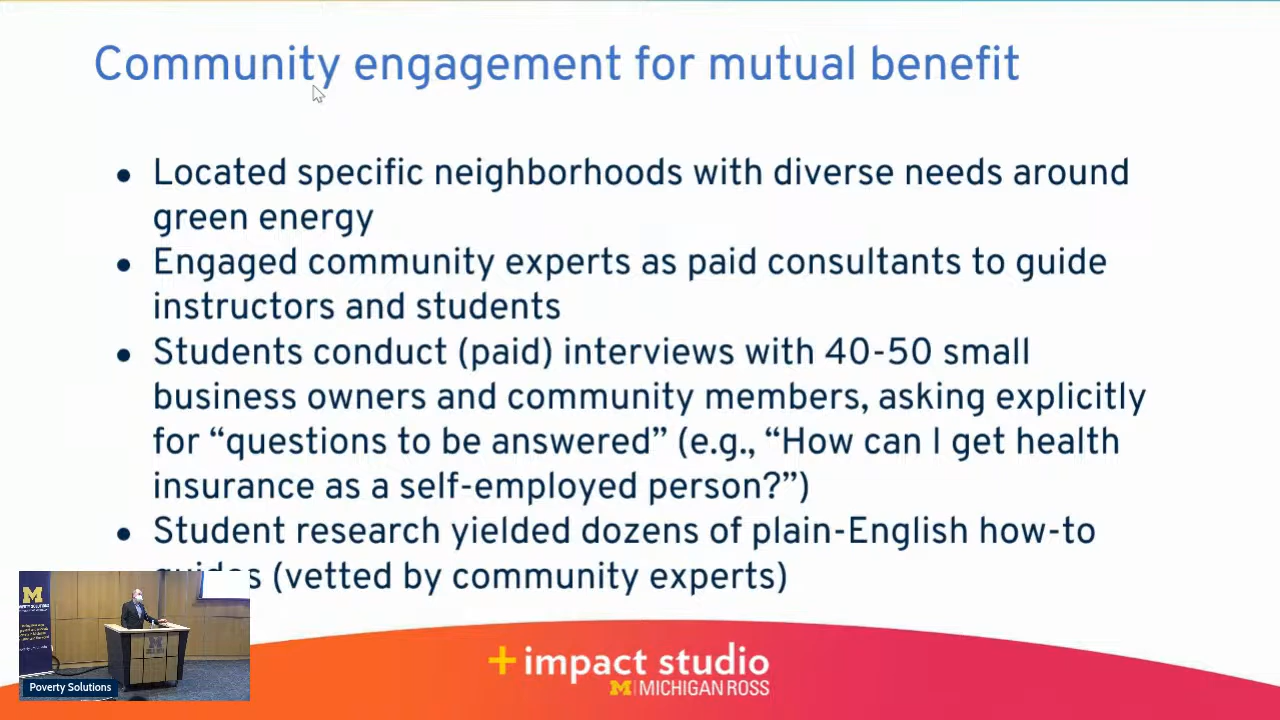 Community engagement for mutual benefit
● Located specific neighborhoods with diverse needs around
green energy
● Engaged community experts as paid consultants to guide
instructors and students
● Students conduct (paid) interviews with 40-50 small
business owners and community members, asking explicitly
for “questions to be answered” (e.g., “How can I get health
insurance as a self-employed person?”)
● Student research yielded dozens of plain-English how-to
(vetted by community experts)
+ impact studio
M | MICHIGAN ROSS
M
POVERTY SOLUTIONS
M
Poverty Solutions